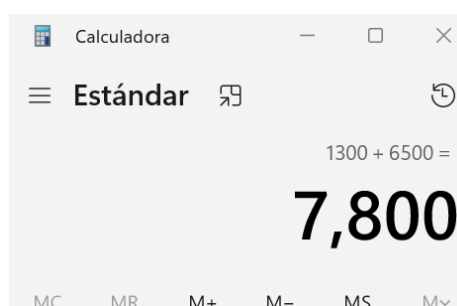 Calculadora
Estándar
1300 + 6500 =
7,800
MC MR M+ M− MS M˅